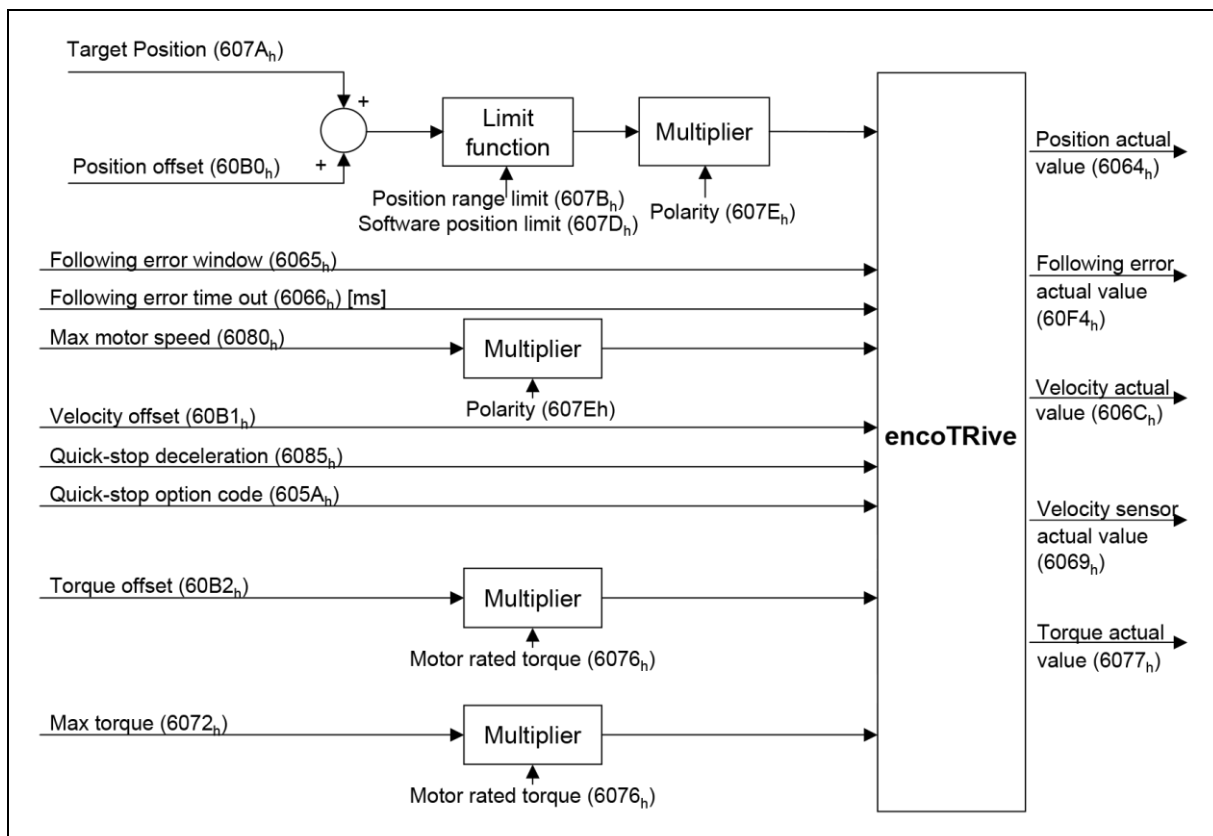 Target Position (607Ah)
+
Position offset (60B0h)
+
Limit
function
Multiplier
Position range limit (607Bh)
Software position limit (607Dh)
Polarity (607Eh)
Following error window (6065h)
Following error time out (6066h) [ms]
Max motor speed (6080h)
Multiplier
Polarity (607Eh)
Velocity offset (60B1h)
Quick-stop deceleration (6085h)
Quick-stop option code (605Ah)
Torque offset (60B2h)
Multiplier
Motor rated torque (6076h)
Max torque (6072h)
Multiplier
Motor rated torque (6076h)
encoTRive
Position actual
value (6064h)
Following error
actual value
(60F4h)
Velocity actual
value (606Ch)
Velocity sensor
actual value
(6069h)
Torque actual
value (6077h)